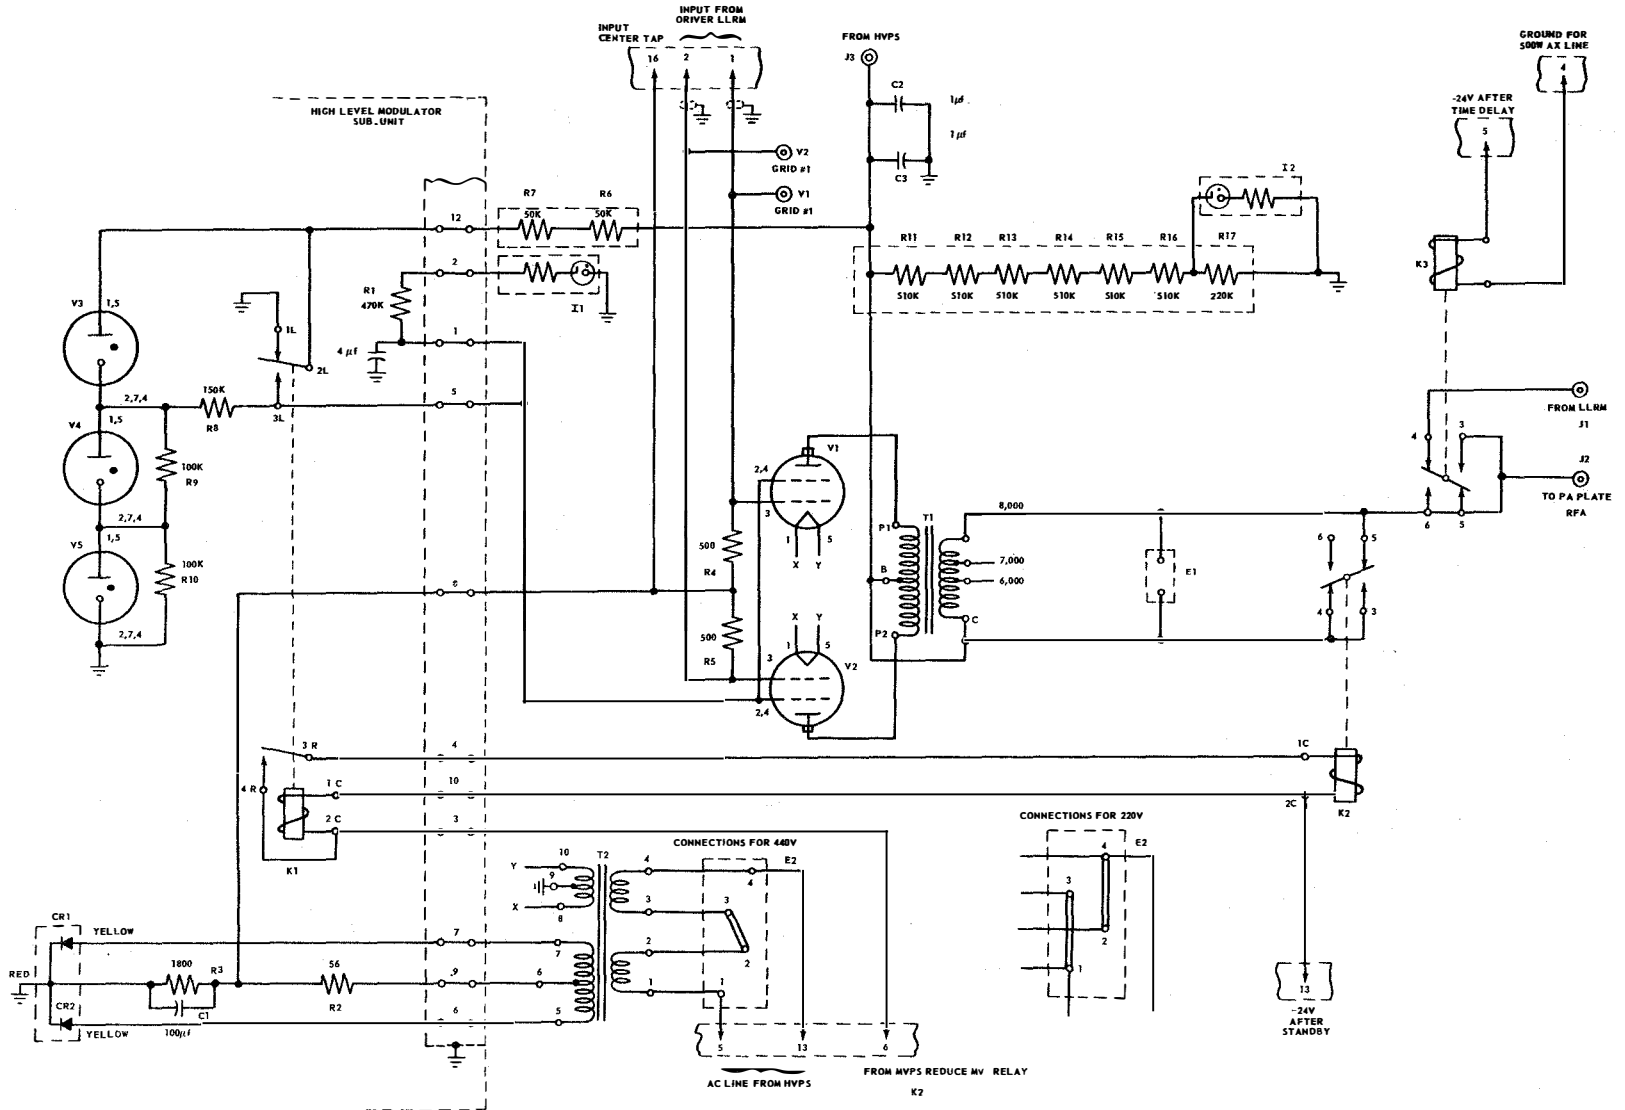 INPUT FROM
DRIVER LLRM
INPUT
CENTER TAP
16
2
1
FROM HVPS
J3
C2
1μf
1μf
C3
GROUND FOR
500W AX LINE
4
-24V AFTER
TIME DELAY
5
HIGH LEVEL MODULATOR
SUB-UNIT
V2
GRID #1
V1
GRID #1
I2
R7
R6
50K
50K
12
2
I1
R1
470K
1
4 μf
5
R11
R12
R13
R14
R15
R16
R17
510K
510K
510K
510K
510K
510K
220K
K3
V3
1,5
1L
2L
3L
2,7,4
150K
R8
V4
1,5
100K
R9
2,7,4
V5
1,5
100K
R10
2,7,4
8
FROM LLRM
J1
4
3
J2
TO PA PLATE
RFA
6
5
V1
2,4
3
1
5
X
Y
500
R4
500
R5
X
Y
1
5
3
V2
2,4
P1
T1
B
P2
C
8,000
7,000
6,000
E1
6
5
4
3
3 R
4
1C
4 R
1 C
10
2C
K2
2 C
3
K1
CONNECTIONS FOR 440V
E2
CONNECTIONS FOR 220V
E2
4
3
2
1
Y
10
T2
9
X
8
4
4
3
3
2
2
1
1
CR1
YELLOW
7
7
RED
1800
R3
56
R2
.9
6
CR2
C1
100μf
YELLOW
6
5
5
13
6
AC LINE FROM HVPS
FROM MVPS REDUCE MV RELAY
K2
13
-24V
AFTER
STANDBY